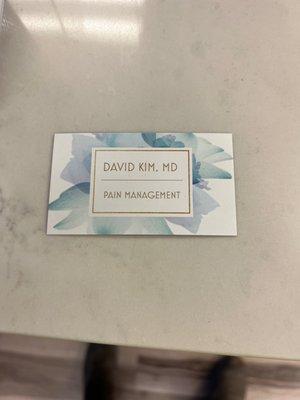 DAVID KIM, MD
PAIN MANAGEMENT